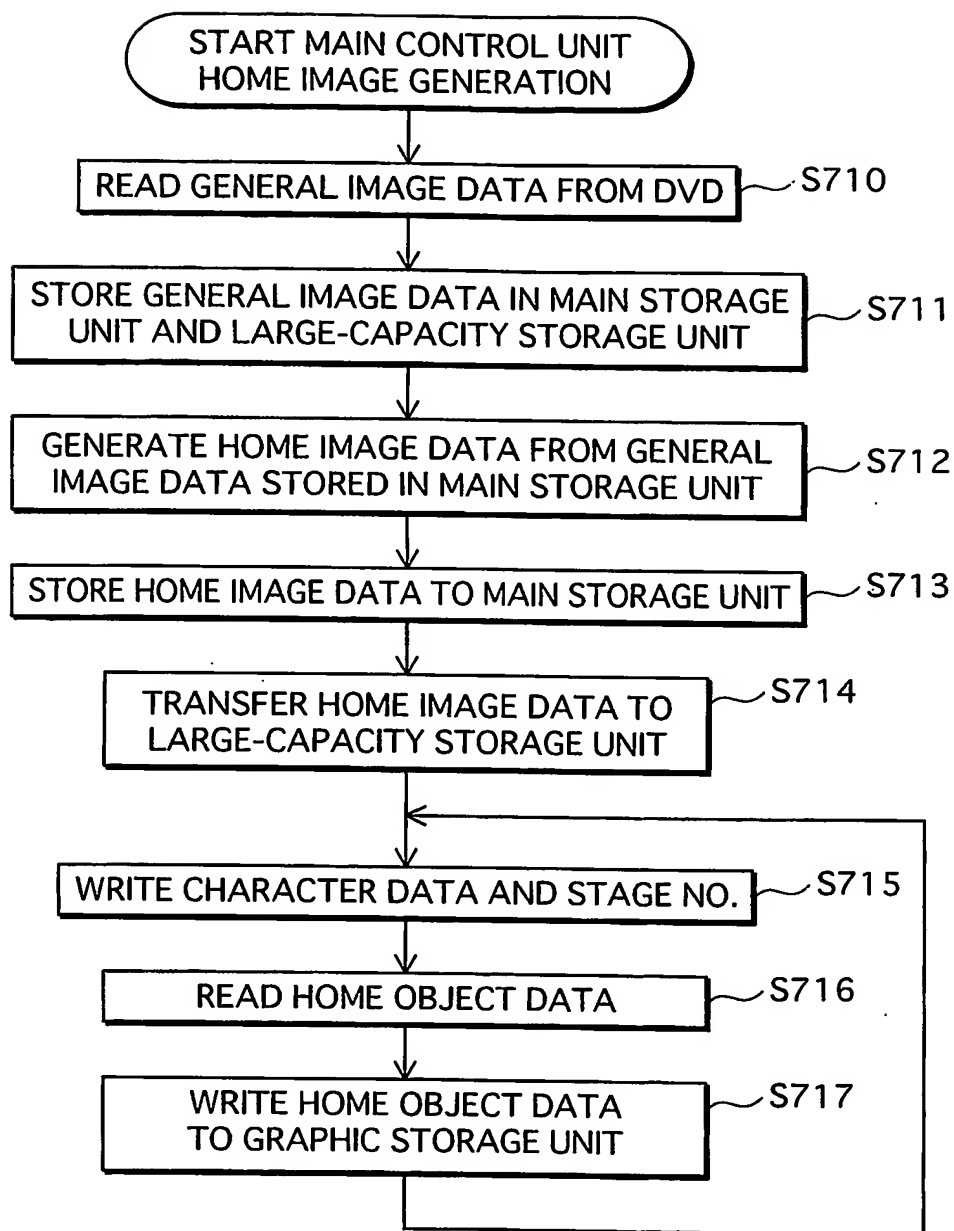 START MAIN CONTROL UNIT
HOME IMAGE GENERATION
READ GENERAL IMAGE DATA FROM DVD
S710
STORE GENERAL IMAGE DATA IN MAIN STORAGE
UNIT AND LARGE-CAPACITY STORAGE UNIT
S711
GENERATE HOME IMAGE DATA FROM GENERAL
IMAGE DATA STORED IN MAIN STORAGE UNIT
S712
STORE HOME IMAGE DATA TO MAIN STORAGE UNIT
S713
TRANSFER HOME IMAGE DATA TO
LARGE-CAPACITY STORAGE UNIT
S714
WRITE CHARACTER DATA AND STAGE NO.
S715
READ HOME OBJECT DATA
S716
WRITE HOME OBJECT DATA
TO GRAPHIC STORAGE UNIT
S717